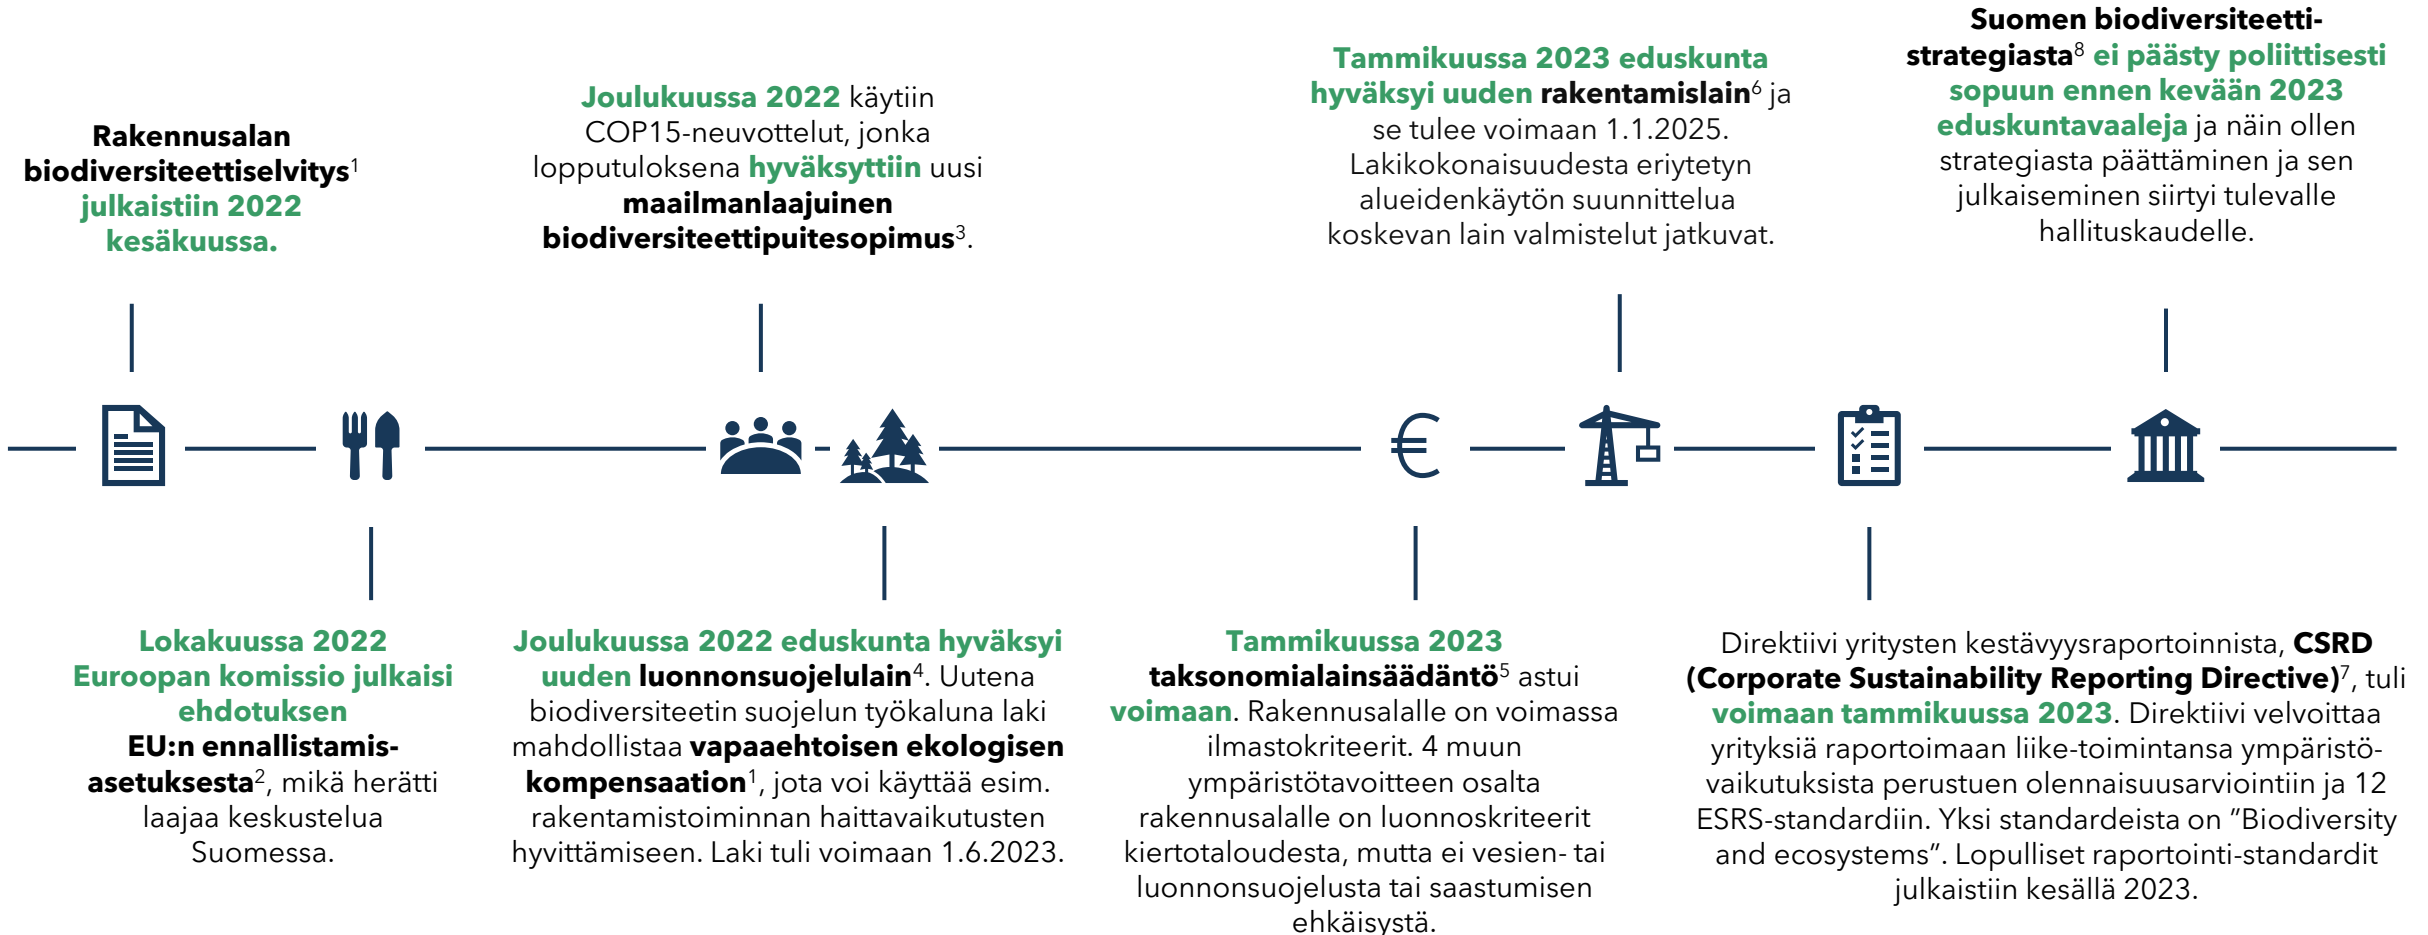 Rakennusalan
biodiversiteettiselvitys¹
julkaistiin 2022
kesäkuussa.
Joulukuussa 2022 käytiin
COP15-neuvottelut, jonka
lopputuloksena hyväksyttiin uusi
maailmanlaajuinen
biodiversiteettipuitesopimus³.
Tammikuussa 2023 eduskunta
hyväksyi uuden rakentamislain⁶ ja
se tulee voimaan 1.1.2025.
Lakikokonaisuudesta eriytetyn
alueidenkäytön suunnittelua
koskevan lain valmistelut jatkuvat.
Suomen biodiversiteetti-
strategiasta⁸ ei päästy poliittisesti
sopuun ennen kevään 2023
eduskuntavaaleja ja näin ollen
strategiasta päättäminen ja sen
julkaiseminen siirtyi tulevalle
hallituskaudelle.
Lokakuussa 2022
Euroopan komissio julkaisi
ehdotuksen
EU:n ennallistamis-
asetuksesta², mikä herätti
laajaa keskustelua
Suomessa.
Joulukuussa 2022 eduskunta hyväksyi
uuden luonnonsuojelulain⁴. Uutena
biodiversiteetin suojelun työkaluna laki
mahdollistaa vapaaehtoisen ekologisen
kompensaation¹, jota voi käyttää esim.
rakentamistoiminnan haittavaikutusten
hyvittämiseen. Laki tuli voimaan 1.6.2023.
Tammikuussa 2023
taksonomialainsäädäntö⁵ astui
voimaan. Rakennusalalle on voimassa
ilmastokriteerit. 4 muun
ympäristötavoitteen osalta
rakennusalalle on luonnoskriteerit
kiertotaloudesta, mutta ei vesien- tai
luonnonsuojelusta tai saastumisen
ehkäisystä.
Direktiivi yritysten kestävyysraportoinnista, CSRD
(Corporate Sustainability Reporting Directive)⁷, tuli
voimaan tammikuussa 2023. Direktiivi velvoittaa
yrityksiä raportoimaan liike-toimintansa ympäristö-
vaikutuksista perustuen olennaisuusarviointiin ja 12
ESRS-standardiin. Yksi standardeista on ”Biodiversity
and ecosystems”. Lopulliset raportointi-standardit
julkaistiin kesällä 2023.